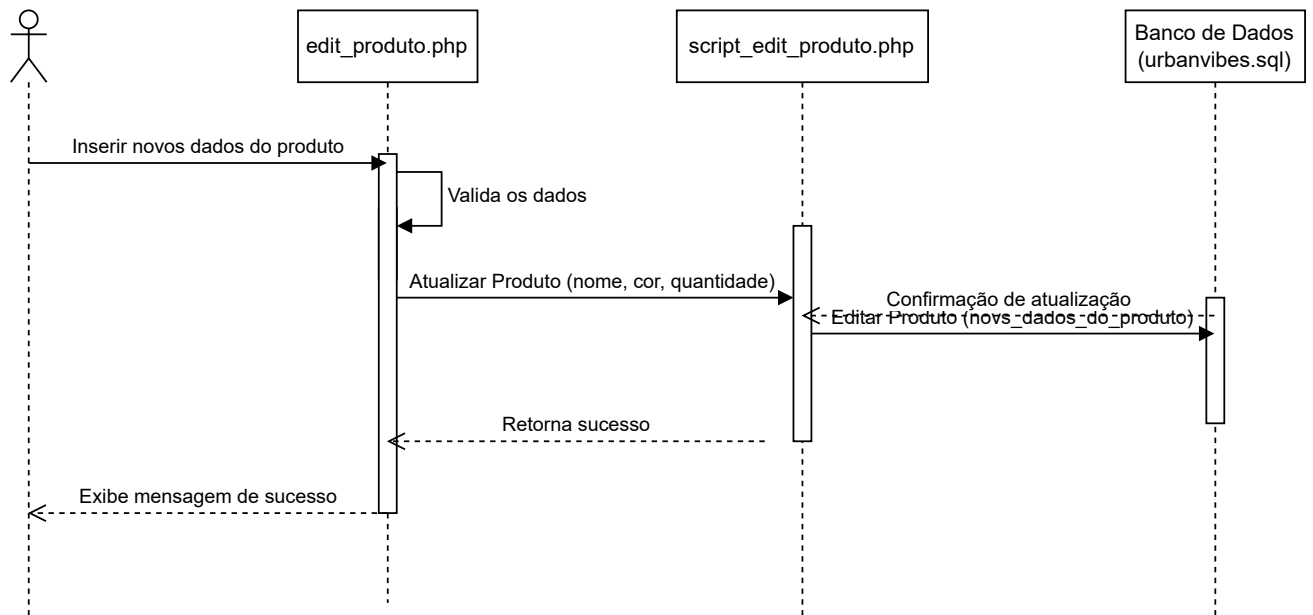 edit_produto.php
script_edit_produto.php
Banco de Dados
(urbanvibes.sql)
Inserir novos dados do produto
Valida os dados
Atualizar Produto (nome, cor, quantidade)
Confirmação de atualização
Editar Produto (novs_dados_do_produto)
Retorna sucesso
Exibe mensagem de sucesso